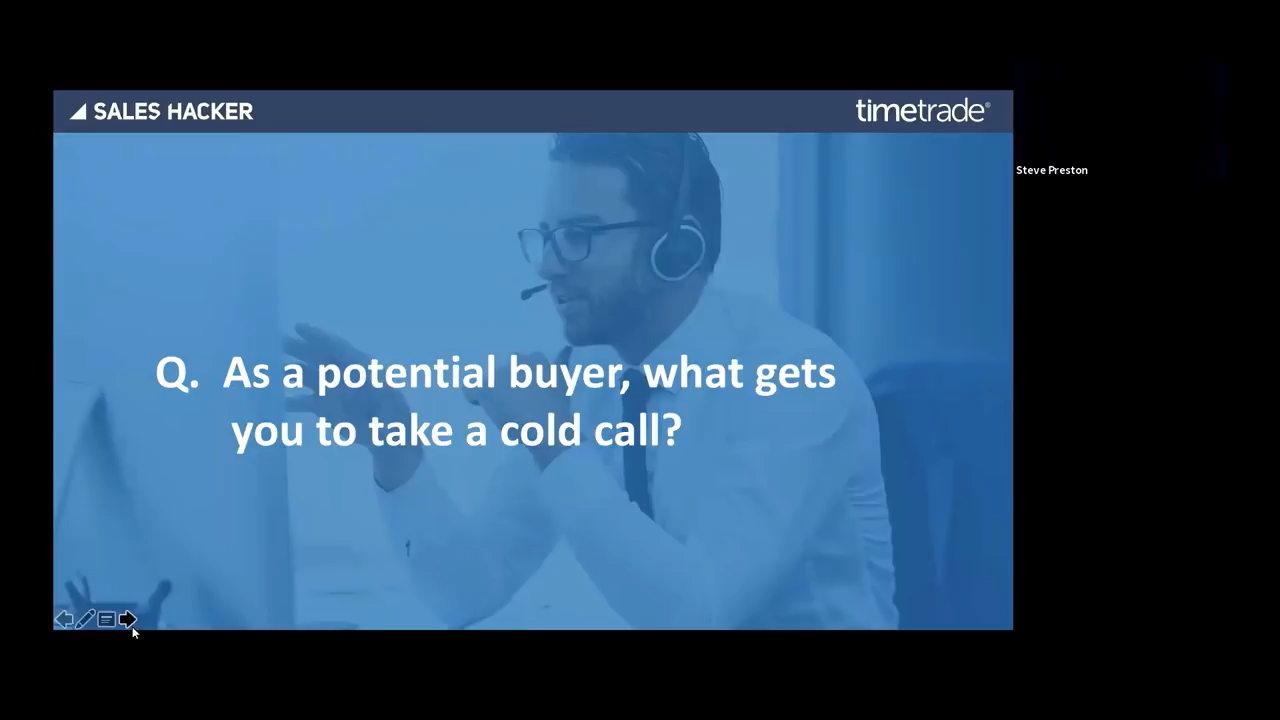 SALES HACKER
timetrade®
Steve Preston
Q. As a potential buyer, what gets
you to take a cold call?